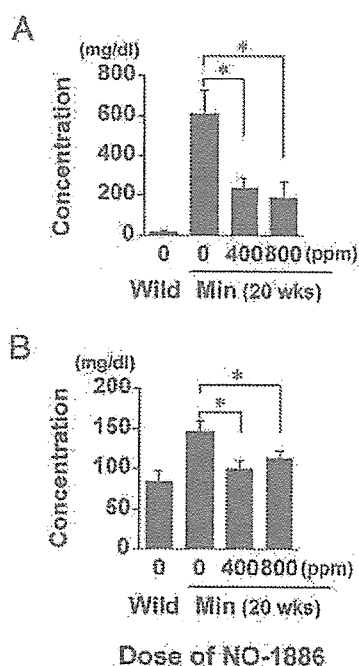 A
(mg/dl)
Concentration
800
600
400
200
0
*
*
0 0 400 800 (ppm)
Wild Min (20 wks)
B
(mg/dl)
Concentration
200
150
100
50
0
*
*
0 0 400 800 (ppm)
Wild Min (20 wks)
Dose of NO-1886